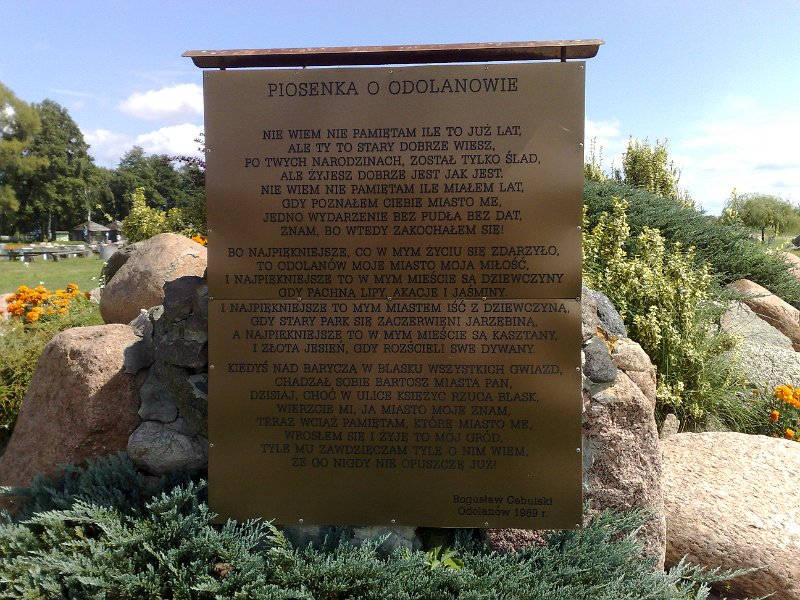 PIOSENKA O ODOLANOWIE
NIE WIEM NIE PAMIĘTAM ILE TO JUŻ LAT,
ALE TY TO STARY DOBRZE WIESZ,
PO TWYCH NARODZINACH, ZOSTAŁ TYLKO ŚLAD,
ALE ŻYJESZ DOBRZE JEST JAK JEST.
NIE WIEM NIE PAMIĘTAM ILE MIAŁEM LAT,
GDY POZNAŁEM CIEBIE MIASTO ME,
JEDNO WYDARZENIE BEZ PUDŁA BEZ DAT,
ZNAM, BO WTEDY ZAKOCHAŁEM SIĘ!
BO NAJPIĘKNIEJSZE, CO W MYM ŻYCIU SIĘ ZDARZYŁO,
TO ODOLANÓW MOJE MIASTO MOJA MIŁOŚĆ,
I NAJPIĘKNIEJSZE TO W MYM MIEŚCIE SĄ DZIEWCZYNY
GDY PACHNĄ LIPY, AKACJE I JAŚMINY.
I NAJPIĘKNIEJSZE TO MYM MIASTEM IŚĆ Z DZIEWCZYNĄ,
GDY STARY PARK SIĘ ZACZERWIENI JARZĘBINĄ,
A NAJPIĘKNIEJSZE TO W MYM MIEŚCIE SĄ KASZTANY,
I ZŁOTA JESIEŃ, GDY ROZŚCIELI SWE DYWANY.
KIEDYŚ NAD BARYCZĄ W BLASKU WSZYSTKICH GWIAZD,
CHADZAŁ SOBIE BARTOSZ MIASTA PAN,
DZISIAJ, CHOĆ W ULICE KSIĘŻYC RZUCA BLASK,
WIERZCIE MI, JA MIASTO MOJE ZNAM,
TERAZ WCIĄŻ PAMIĘTAM, KTÓRE MIASTO ME,
WROSŁEM SIĘ I ŻYJE TO MÓJ GRÓD,
TYLE MU ZAWDZIĘCZAM TYLE O NIM WIEM,
ŻE GO NIGDY NIE OPUSZCZĘ JUŻ!
Bogusław Cabulski
Odolanów 1989 r.